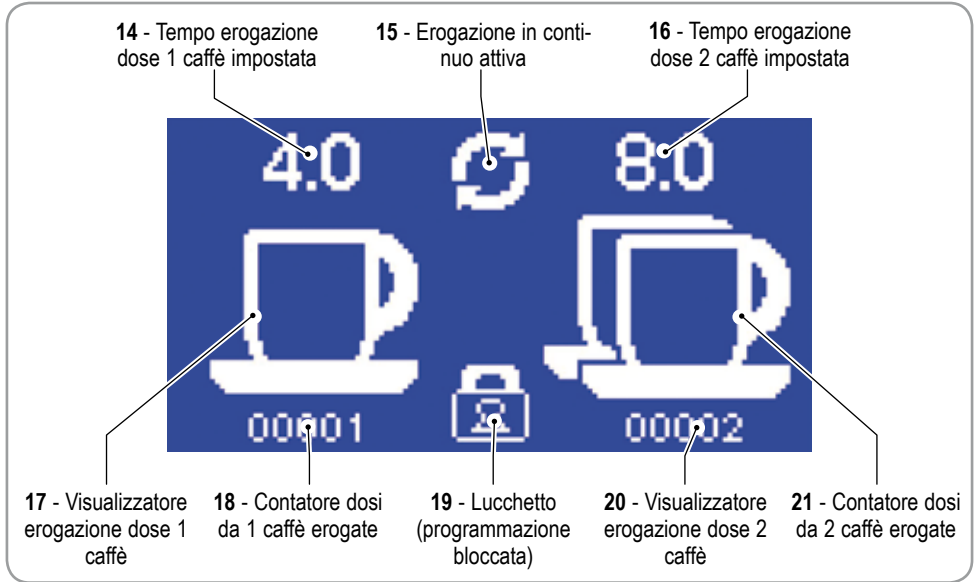 14 - Tempo erogazione
dose 1 caffè impostata
15 - Erogazione in conti-
nuo attiva
16 - Tempo erogazione
dose 2 caffè impostata
4.0
8.0
00001
00002
17 - Visualizzatore
erogazione dose 1
caffè
18 - Contatore dosi
da 1 caffè erogate
19 - Lucchetto
(programmazione
bloccata)
20 - Visualizzatore
erogazione dose 2
caffè
21 - Contatore dosi
da 2 caffè erogate